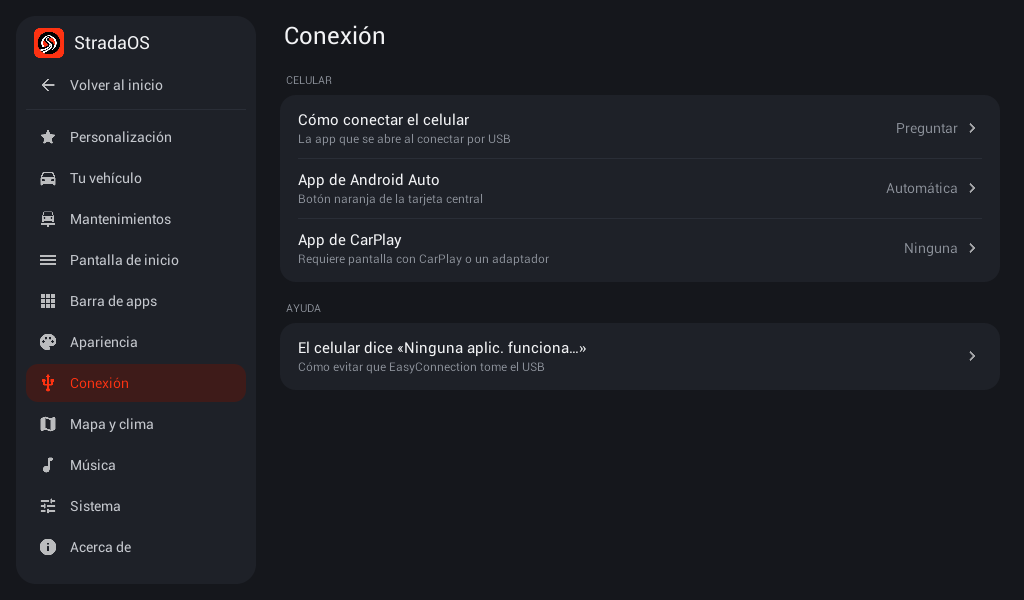 StradaOS
Volver al inicio
Personalización
Tu vehículo
Mantenimientos
Pantalla de inicio
Barra de apps
Apariencia
Conexión
Mapa y clima
Música
Sistema
Acerca de
Conexión
CELULAR
Cómo conectar el celular
La app que se abre al conectar por USB
Preguntar
App de Android Auto
Botón naranja de la tarjeta central
Automática
App de CarPlay
Requiere pantalla con CarPlay o un adaptador
Ninguna
AYUDA
El celular dice «Ninguna aplic. funciona…»
Cómo evitar que EasyConnection tome el USB